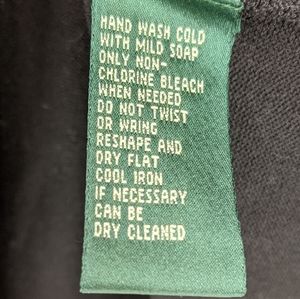 HAND WASH COLD
WITH MILD SOAP
ONLY NON-
CHLORINE BLEACH
WHEN NEEDED
DO NOT TWIST
OR WRING
RESHAPE AND
DRY FLAT
COOL IRON
IF NECESSARY
CAN BE
DRY CLEANED